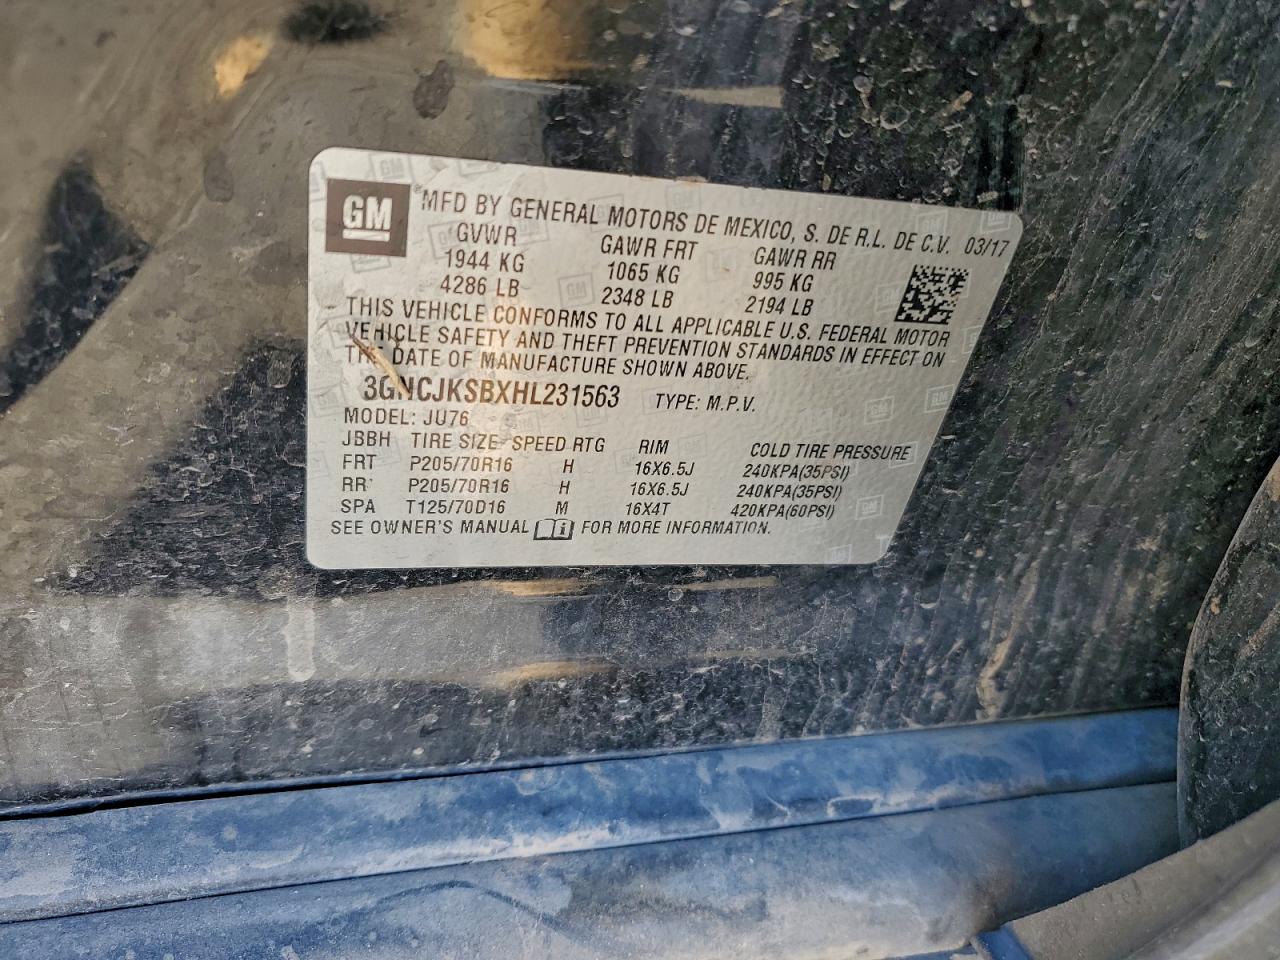 GM ® MFD BY GENERAL MOTORS DE MEXICO, S. DE R.L. DE C.V. 03/17
GVWR GAWR FRT GAWR RR
1944 KG 1065 KG 995 KG
4286 LB 2348 LB 2194 LB
THIS VEHICLE CONFORMS TO ALL APPLICABLE U.S. FEDERAL MOTOR
VEHICLE SAFETY AND THEFT PREVENTION STANDARDS IN EFFECT ON
THE DATE OF MANUFACTURE SHOWN ABOVE.
3GNCJKSBXHL231563 TYPE: M.P.V.
MODEL: JU76
JBBH TIRE SIZE SPEED RTG RIM COLD TIRE PRESSURE
FRT P205/70R16 H 16X6.5J 240KPA(35PSI)
RR P205/70R16 H 16X6.5J 240KPA(35PSI)
SPA T125/70D16 M 16X4T 420KPA(60PSI)
SEE OWNER'S MANUAL FOR MORE INFORMATION.